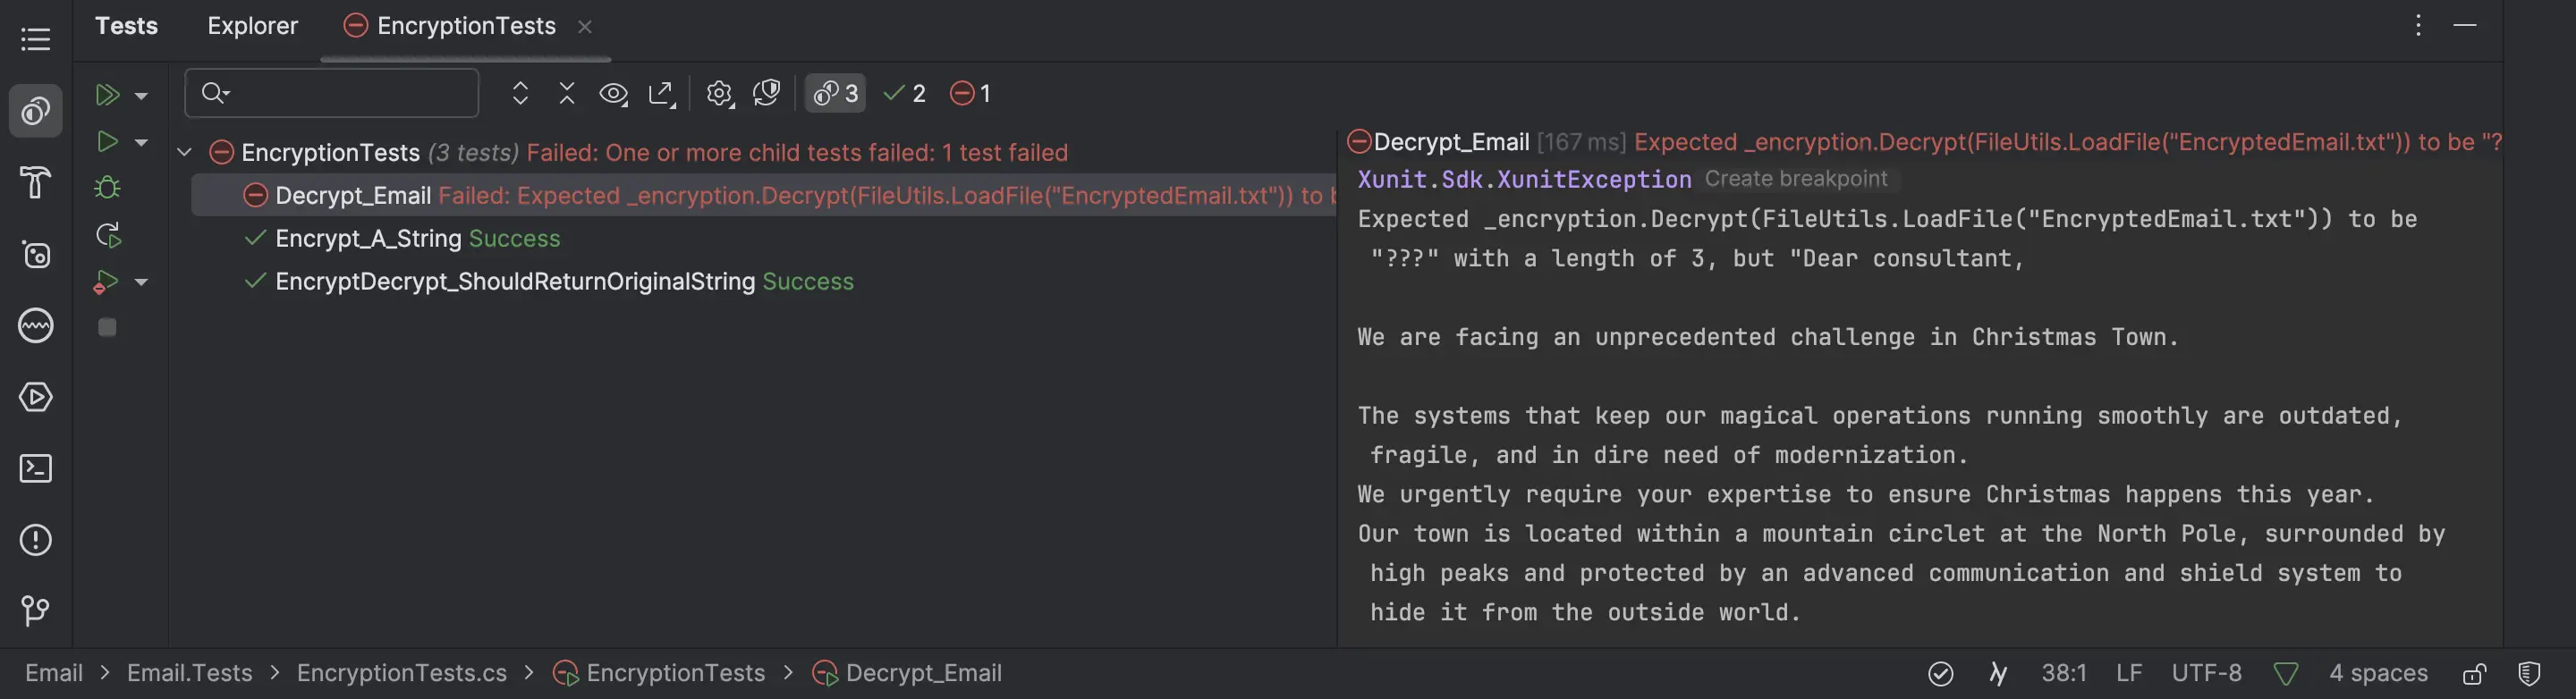 Tests Explorer EncryptionTests
3 2 1
EncryptionTests (3 tests) Failed: One or more child tests failed: 1 test failed
Decrypt_Email Failed: Expected _encryption.Decrypt(FileUtils.LoadFile("EncryptedEmail.txt")) to b
Encrypt_A_String Success
EncryptDecrypt_ShouldReturnOriginalString Success
Decrypt_Email [167 ms] Expected _encryption.Decrypt(FileUtils.LoadFile("EncryptedEmail.txt")) to be "?
Xunit.Sdk.XunitException Create breakpoint
Expected _encryption.Decrypt(FileUtils.LoadFile("EncryptedEmail.txt")) to be
"???" with a length of 3, but "Dear consultant,
We are facing an unprecedented challenge in Christmas Town.
The systems that keep our magical operations running smoothly are outdated,
fragile, and in dire need of modernization.
We urgently require your expertise to ensure Christmas happens this year.
Our town is located within a mountain circlet at the North Pole, surrounded by
high peaks and protected by an advanced communication and shield system to
hide it from the outside world.
Email > Email.Tests > EncryptionTests.cs > EncryptionTests > Decrypt_Email
38:1 LF UTF-8 4 spaces